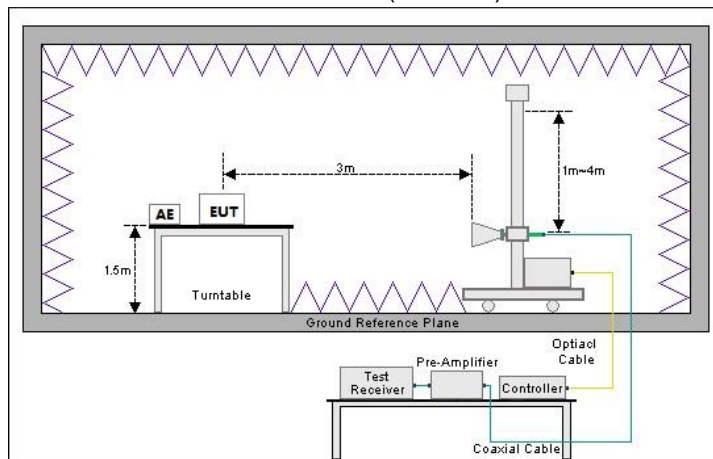 3m
1m~4m
AE
EUT
1.5m
Turntable
Ground Reference Plane
Optiacl
Cable
Pre-Amplifier
Test
Receiver
Controller
Coaxial Cable